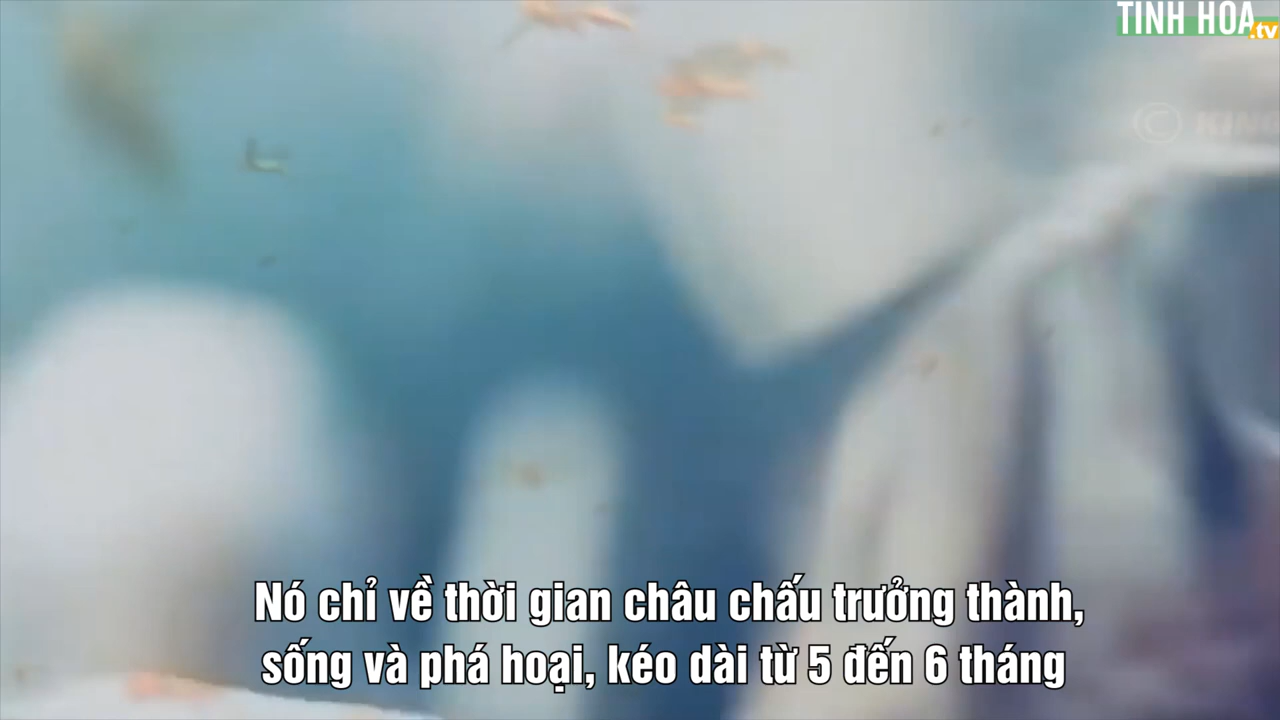 TINH HOA
.tv
© KING
Nó chỉ về thời gian châu chấu trưởng thành,
sống và phá hoại, kéo dài từ 5 đến 6 tháng